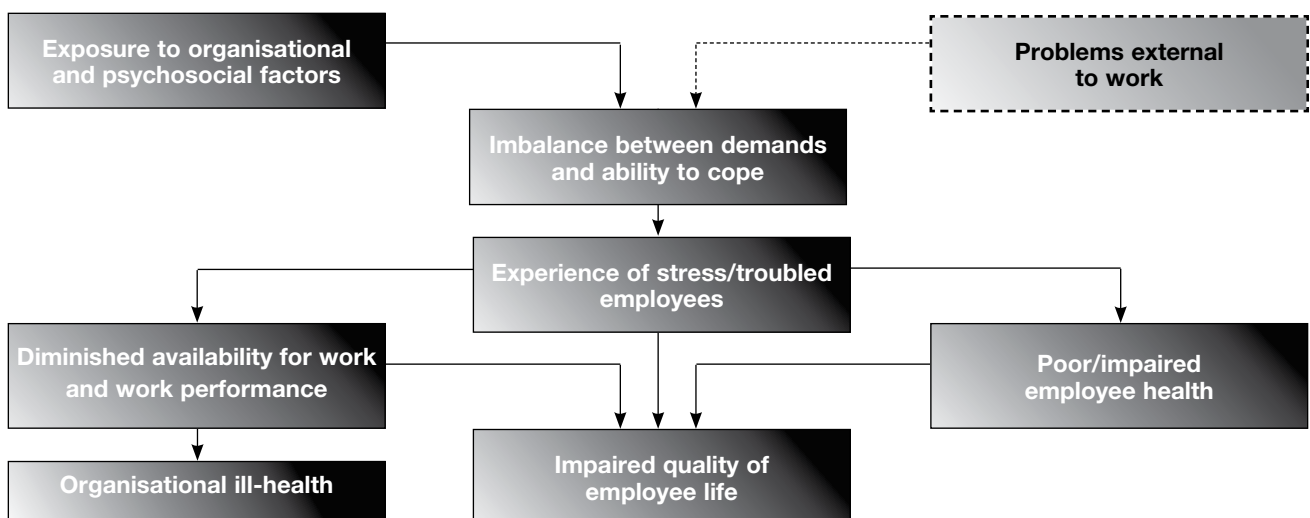 Exposure to organisational
and psychosocial factors
Problems external
to work
Imbalance between demands
and ability to cope
Experience of stress/troubled
employees
Diminished availability for work
and work performance
Poor/impaired
employee health
Organisational ill-health
Impaired quality of
employee life